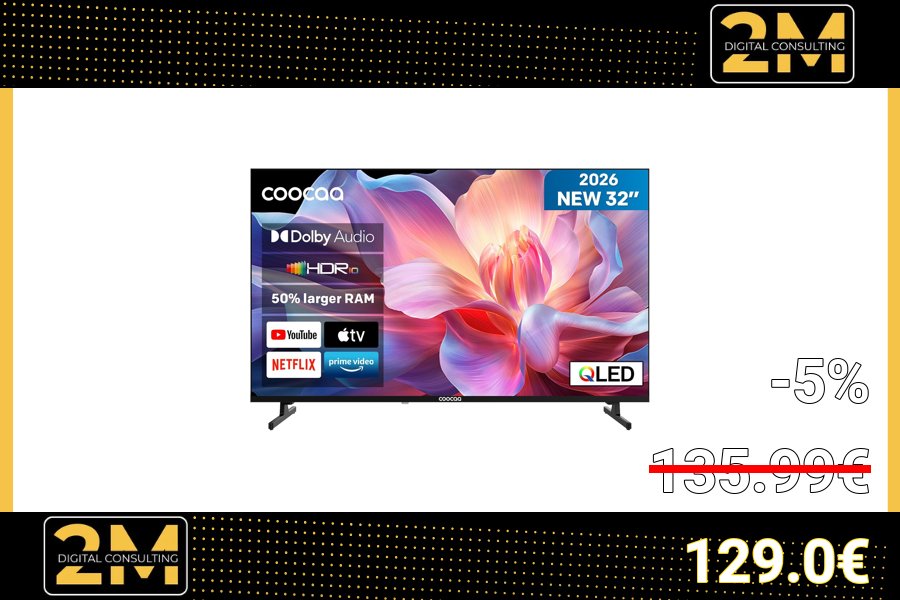 2M
DIGITAL CONSULTING
coocaa
2026
NEW 32"
Dolby Audio
HDR10
50% larger RAM
YouTube
tv
NETFLIX
prime video
QLED
coocaa
-5%
135.99€
2M
DIGITAL CONSULTING
129.0€